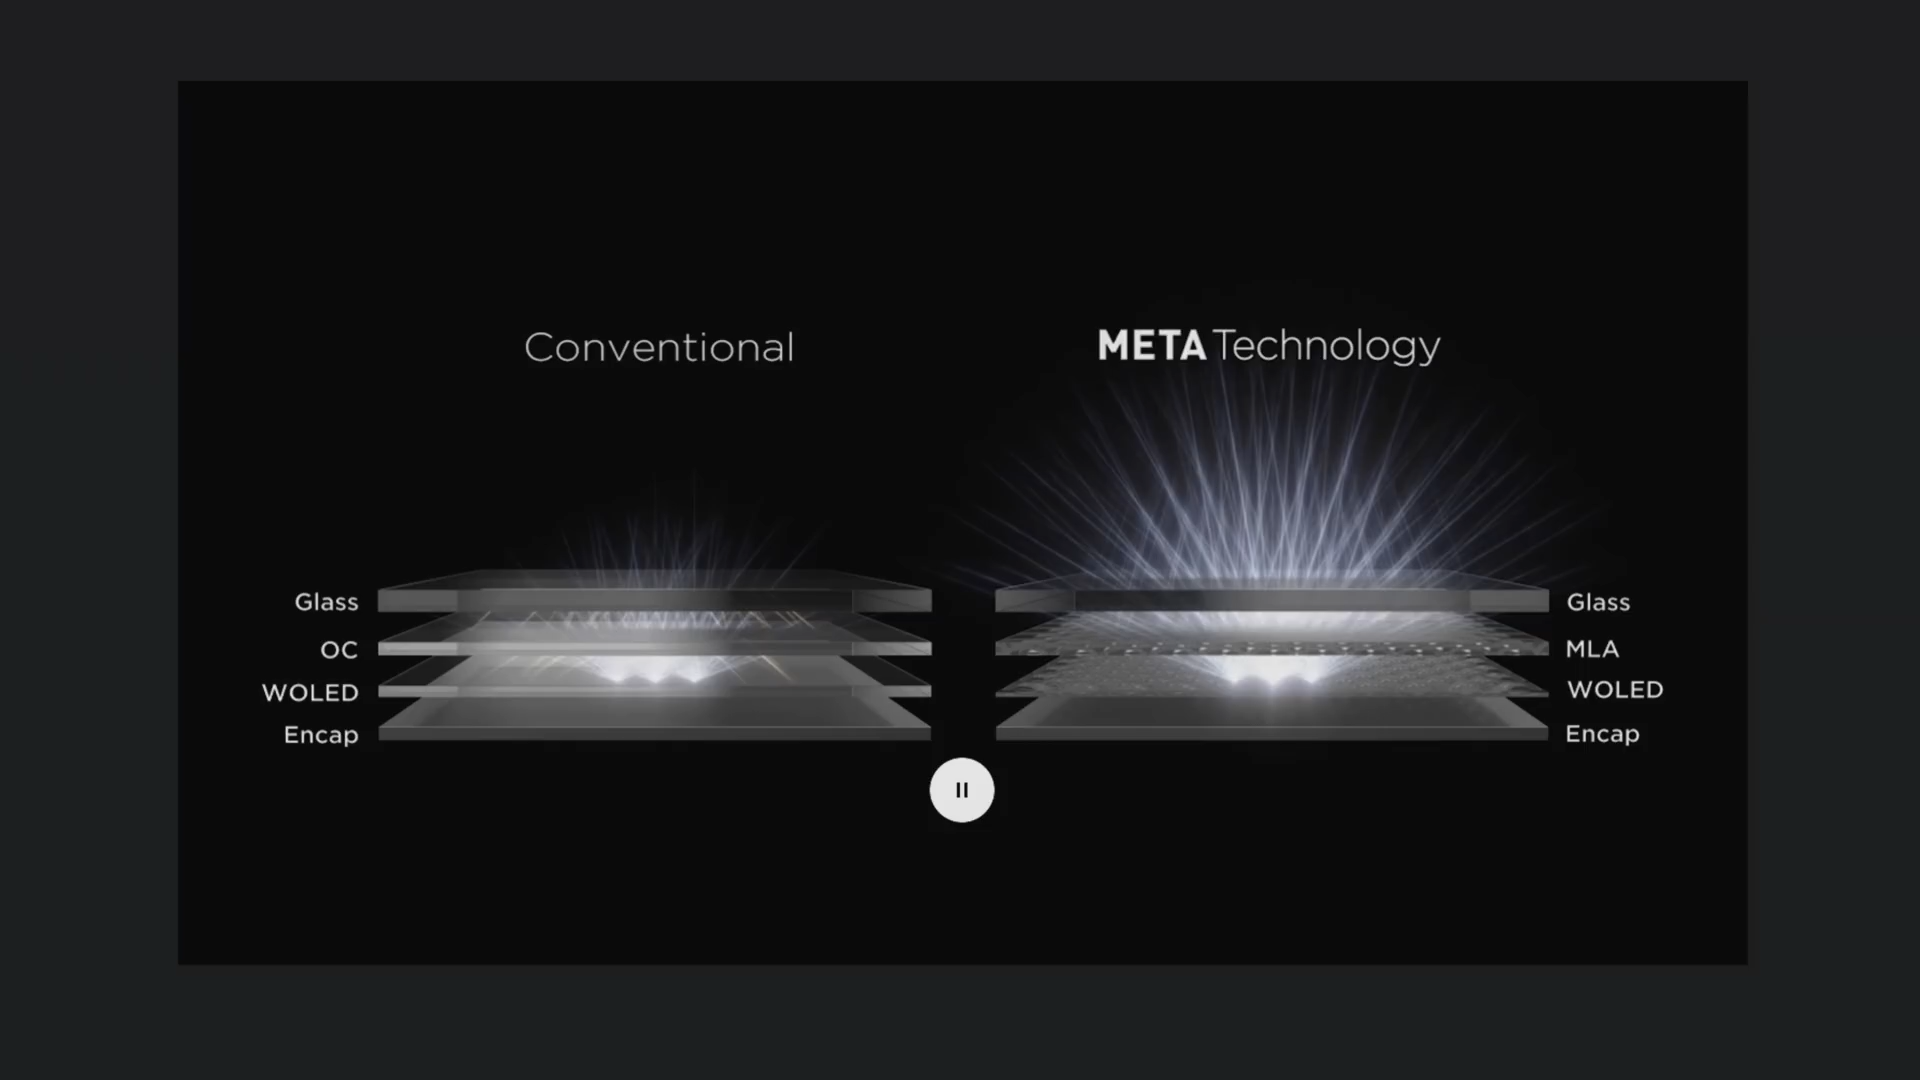 Conventional
META Technology
Glass
OC
WOLED
Encap
Glass
MLA
WOLED
Encap